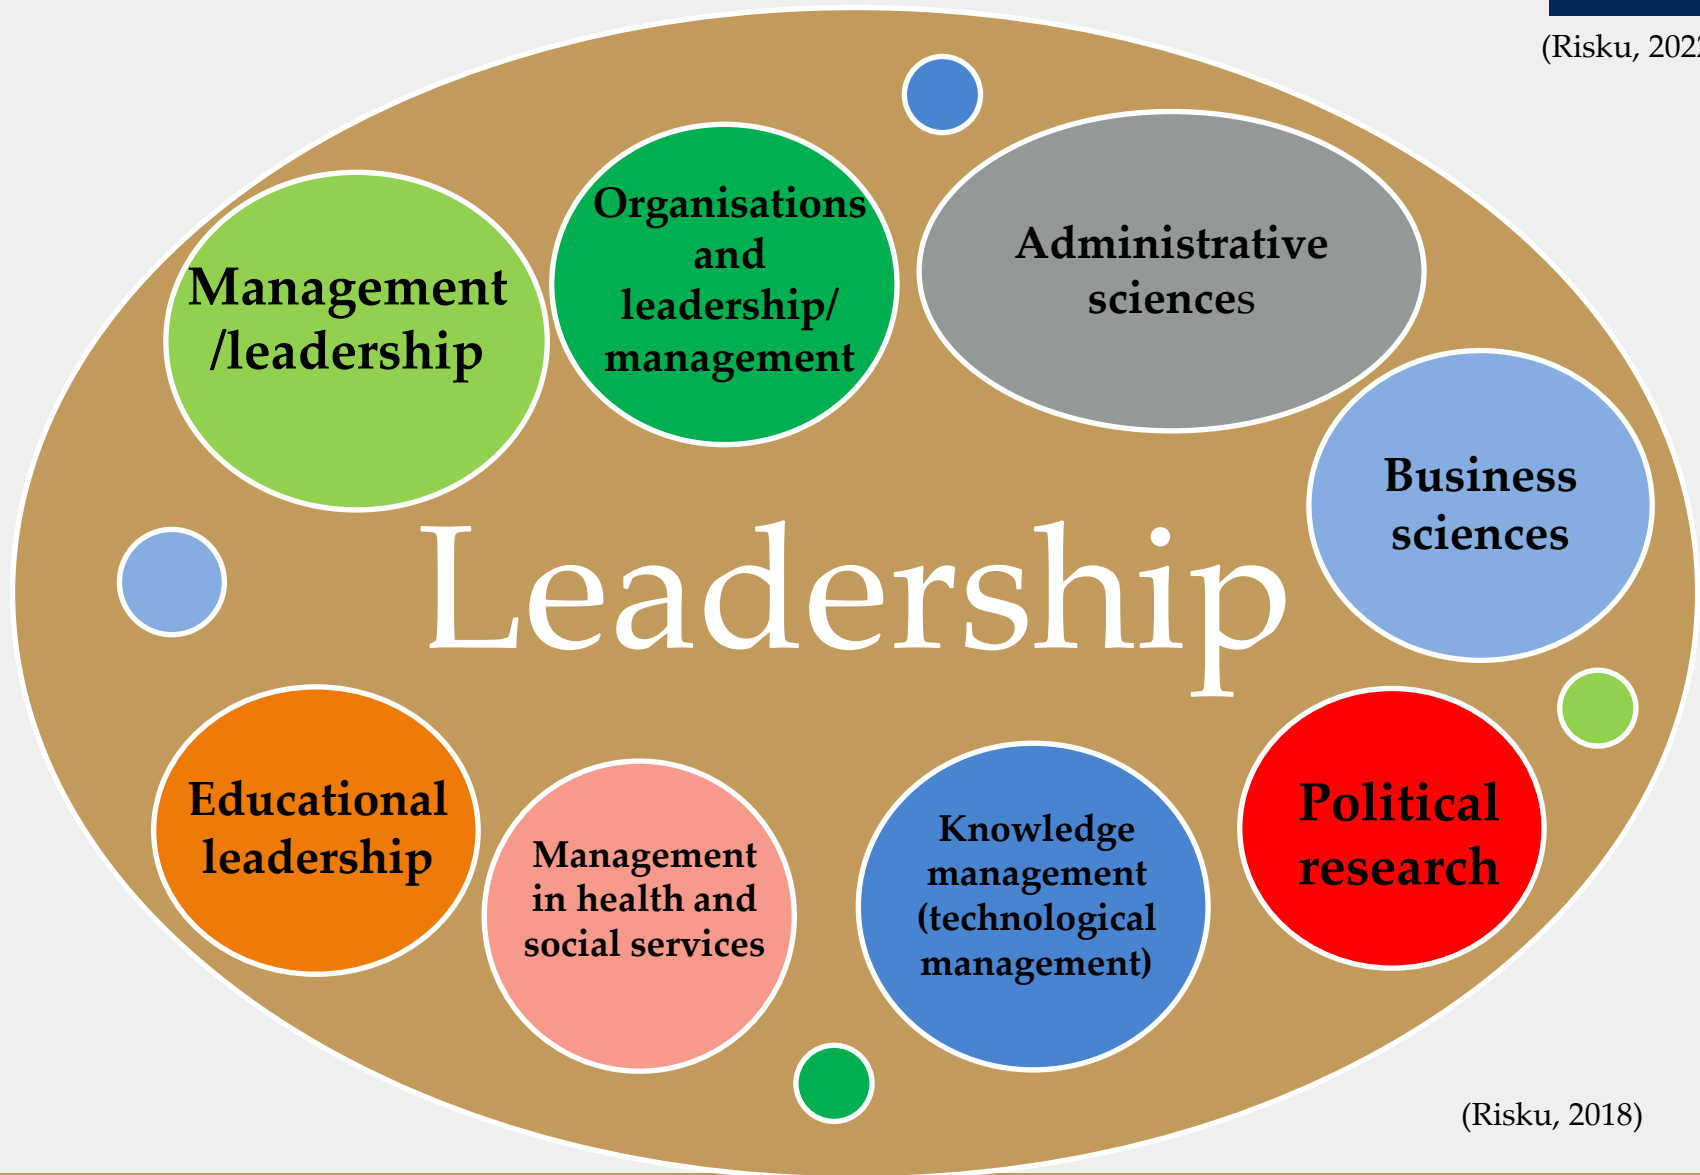 (Risku, 2022
Organisations
and
leadership/
management
Administrative
sciences
Management
/leadership
Business
sciences
Leadership
Educational
leadership
Management
in health and
social services
Knowledge
management
(technological
management)
Political
research
(Risku, 2018)